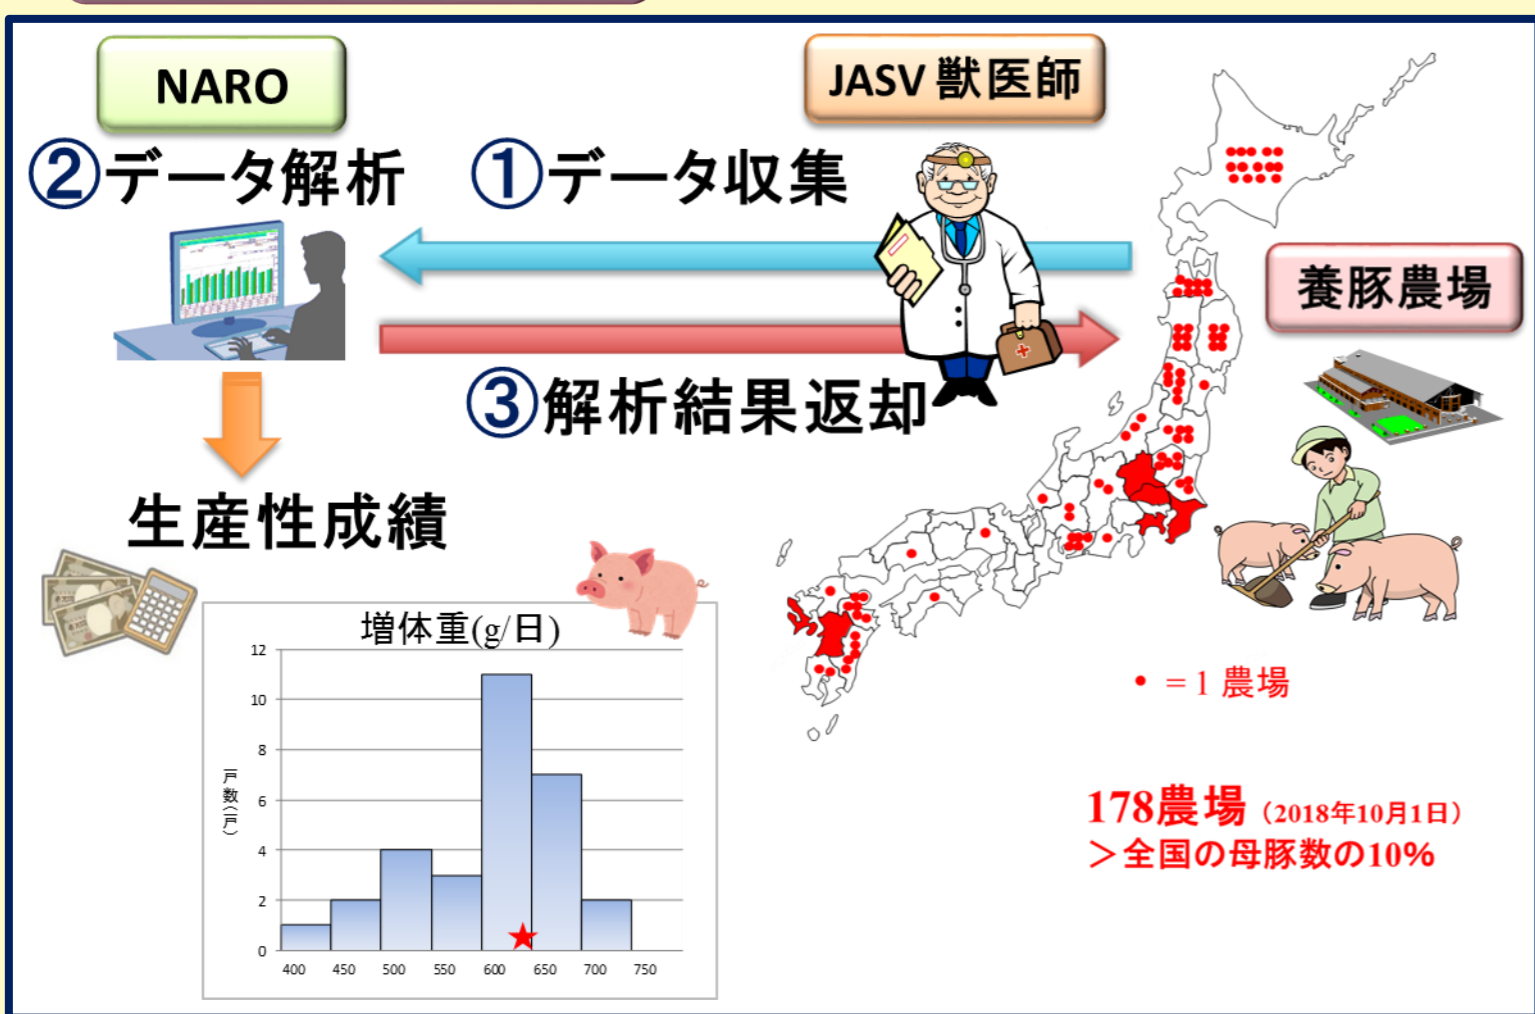 NARO
JASV 獣医師
②データ解析
①データ収集
養豚農場
③解析結果返却
生産性成績
増体重(g/日)
12
10
8
6
4
2
0
戸数(戸)
400 450 500 550 600 650 700 750
• = 1 農場
178農場（2018年10月1日）
＞全国の母豚数の10%